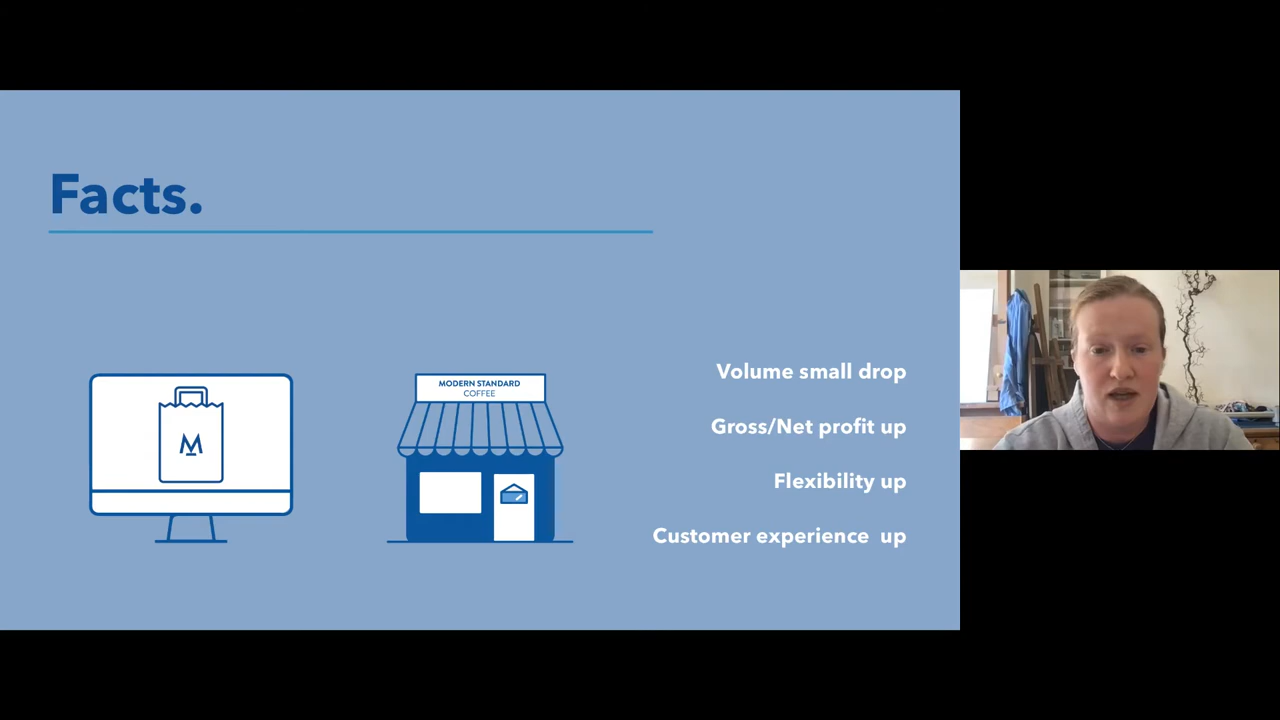 Facts.
MODERN STANDARD
COFFEE
M
Volume small drop
Gross/Net profit up
Flexibility up
Customer experience  up